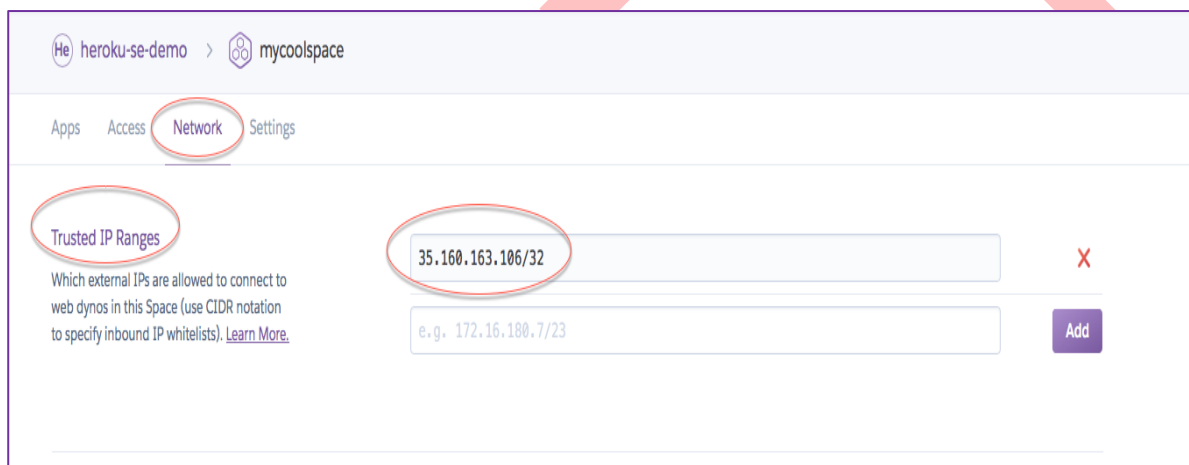 He heroku-se-demo > mycoolspace
Apps Access Network Settings
Trusted IP Ranges
Which external IPs are allowed to connect to
web dynos in this Space (use CIDR notation
to specify inbound IP whitelists). Learn More.
35.160.163.106/32
X
e.g. 172.16.180.7/23
Add